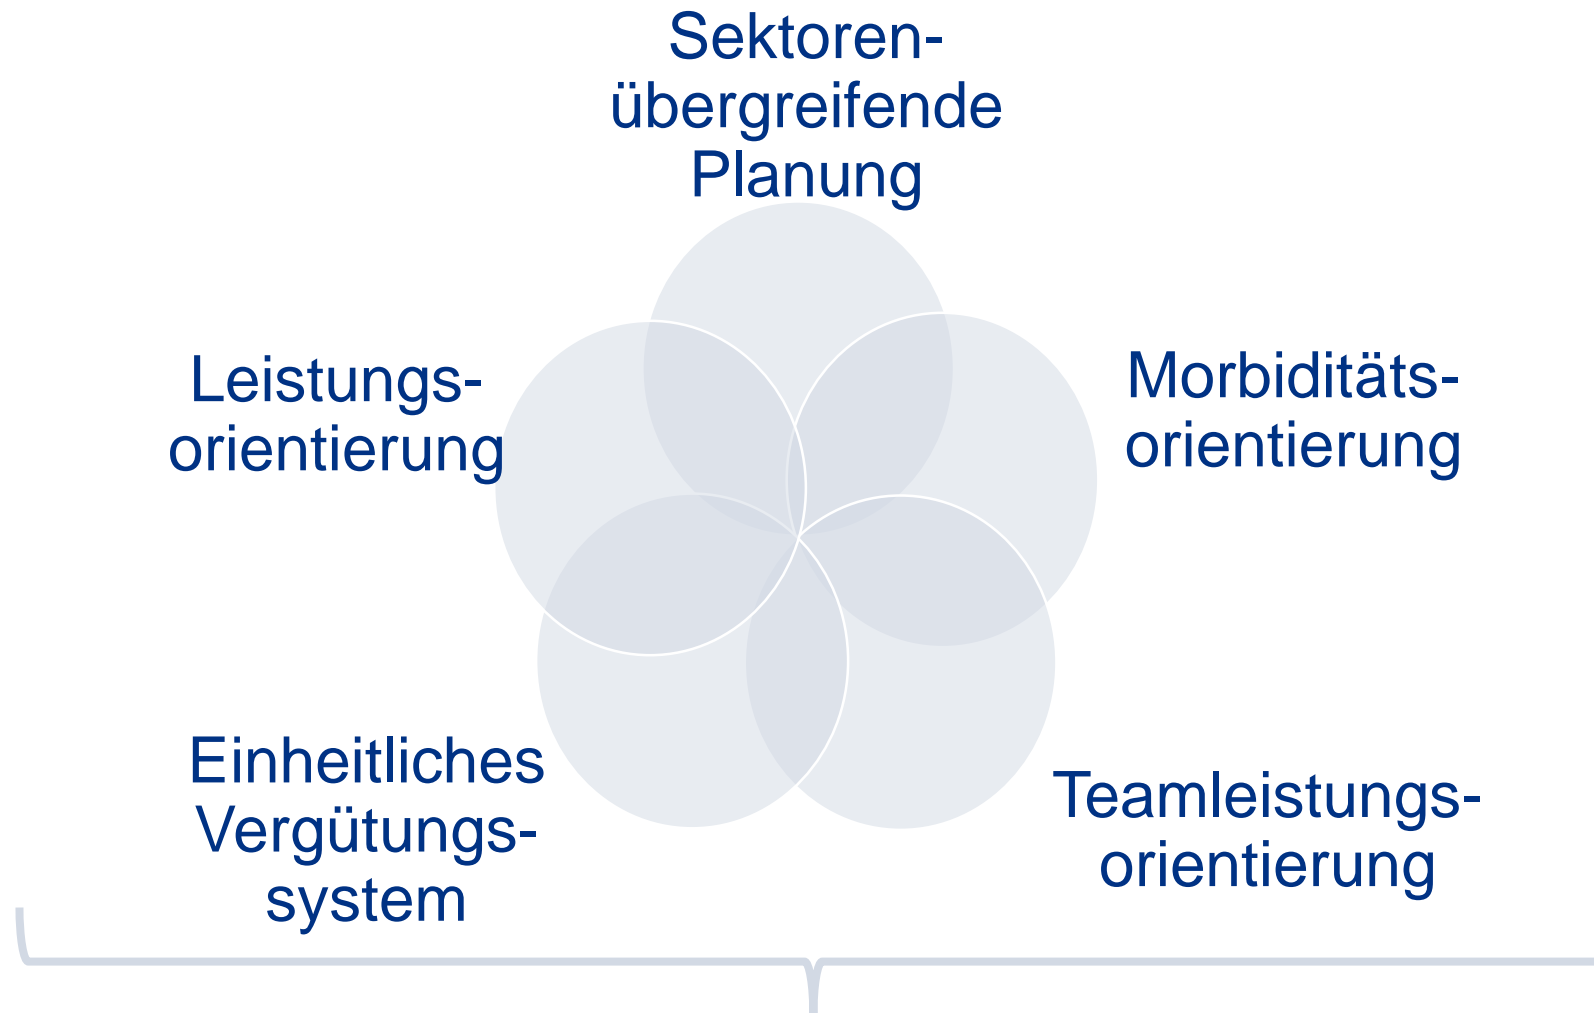 Sektoren-
übergreifende
Planung
Leistungs-
orientierung
Morbiditäts-
orientierung
Einheitliches
Vergütungs-
system
Teamleistungs-
orientierung